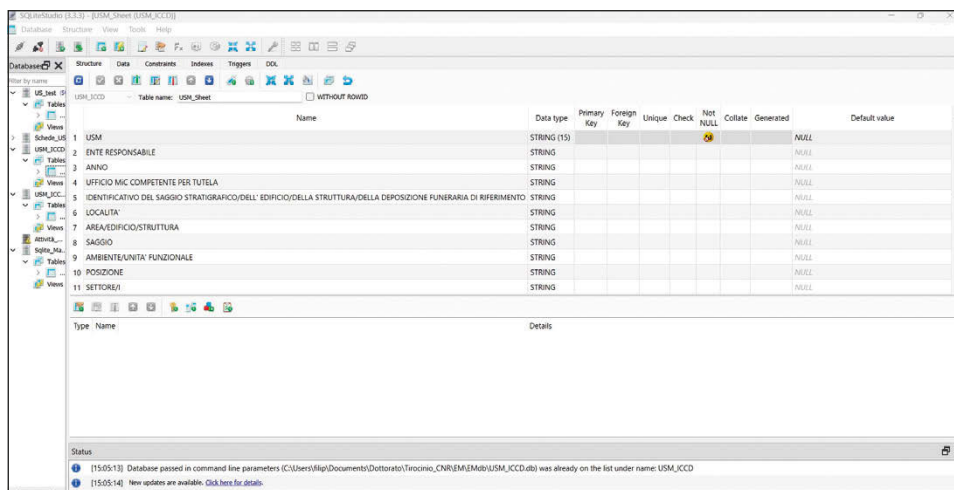 SQLiteStudio (3.3.3) - [USM_Sheet (USM_ICCD)]
Database Structure View Tools Help
Databases
Structure Data Constraints Indexes Triggers DDL
Filter by name
USM_ICCD Table name: USM_Sheet WITHOUT ROWID
US_test
Tables
Views
Schede_US
USM_ICCD
Tables
Views
USM_ICC...
Tables
Views
Attività_...
Sqlite_Ma...
Tables
Views
Name Data type Primary Key Foreign Key Unique Check Not NULL Collate Generated Default value
1 USM STRING (15) NULL
2 ENTE RESPONSABILE STRING NULL
3 ANNO STRING NULL
4 UFFICIO MiC COMPETENTE PER TUTELA STRING NULL
5 IDENTIFICATIVO DEL SAGGIO STRATIGRAFICO/DELL' EDIFICIO/DELLA STRUTTURA/DELLA DEPOSIZIONE FUNERARIA DI RIFERIMENTO STRING NULL
6 LOCALITA' STRING NULL
7 AREA/EDIFICIO/STRUTTURA STRING NULL
8 SAGGIO STRING NULL
9 AMBIENTE/UNITA' FUNZIONALE STRING NULL
10 POSIZIONE STRING NULL
11 SETTORE/I STRING NULL
Type Name Details
Status
[15:05:13] Database passed in command line parameters (C:\Users\filip\Documents\Dottorato\Tirocinio_CNR\EM\EMdb\USM_ICCD.db) was already on the list under name: USM_ICCD
[15:05:14] New updates are available. Click here for details.